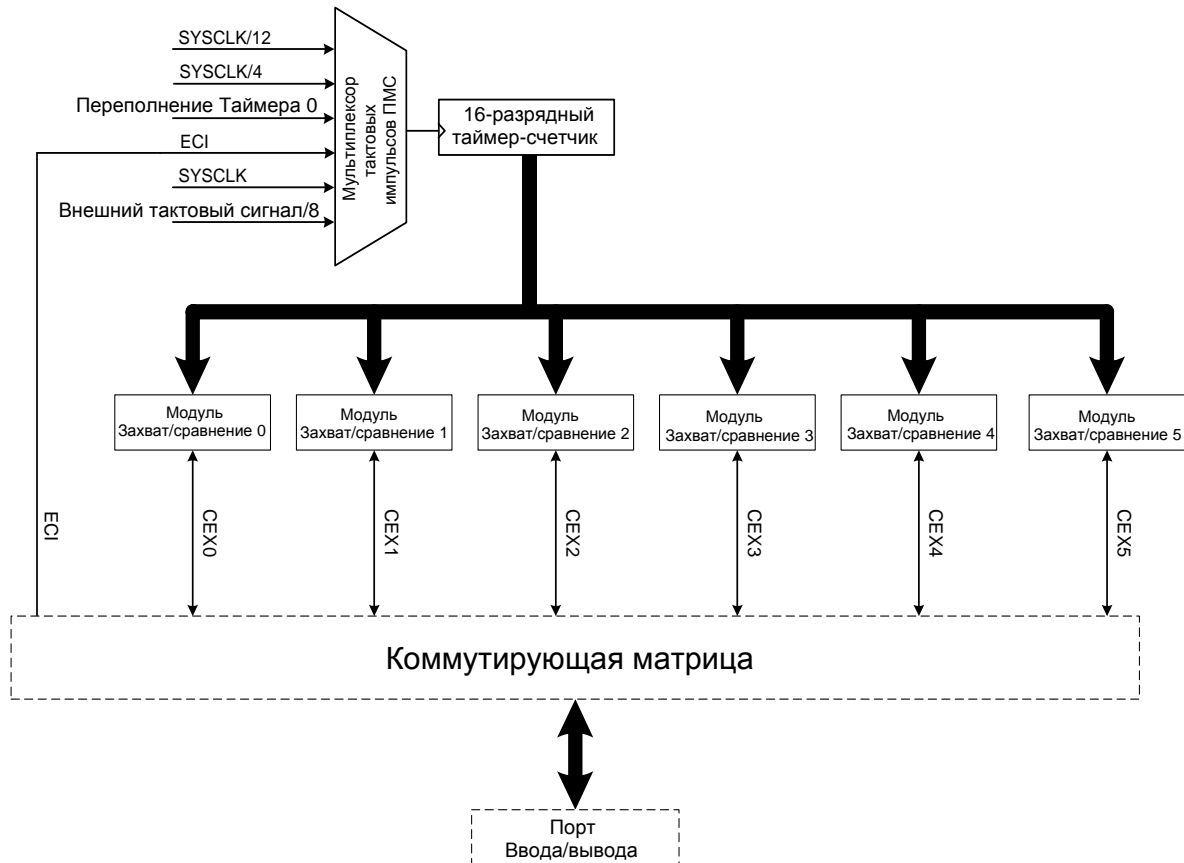 SYSCLK/12
SYSCLK/4
Переполнение Таймера 0
ECI
SYSCLK
Внешний тактовый сигнал/8
Мультиплексор
тактовых
импульсов ПМС
16-разрядный
таймер-счетчик
Модуль
Захват/сравнение 0
Модуль
Захват/сравнение 1
Модуль
Захват/сравнение 2
Модуль
Захват/сравнение 3
Модуль
Захват/сравнение 4
Модуль
Захват/сравнение 5
ECI
CEX0
CEX1
CEX2
CEX3
CEX4
CEX5
Коммутирующая матрица
Порт
Ввода/вывода